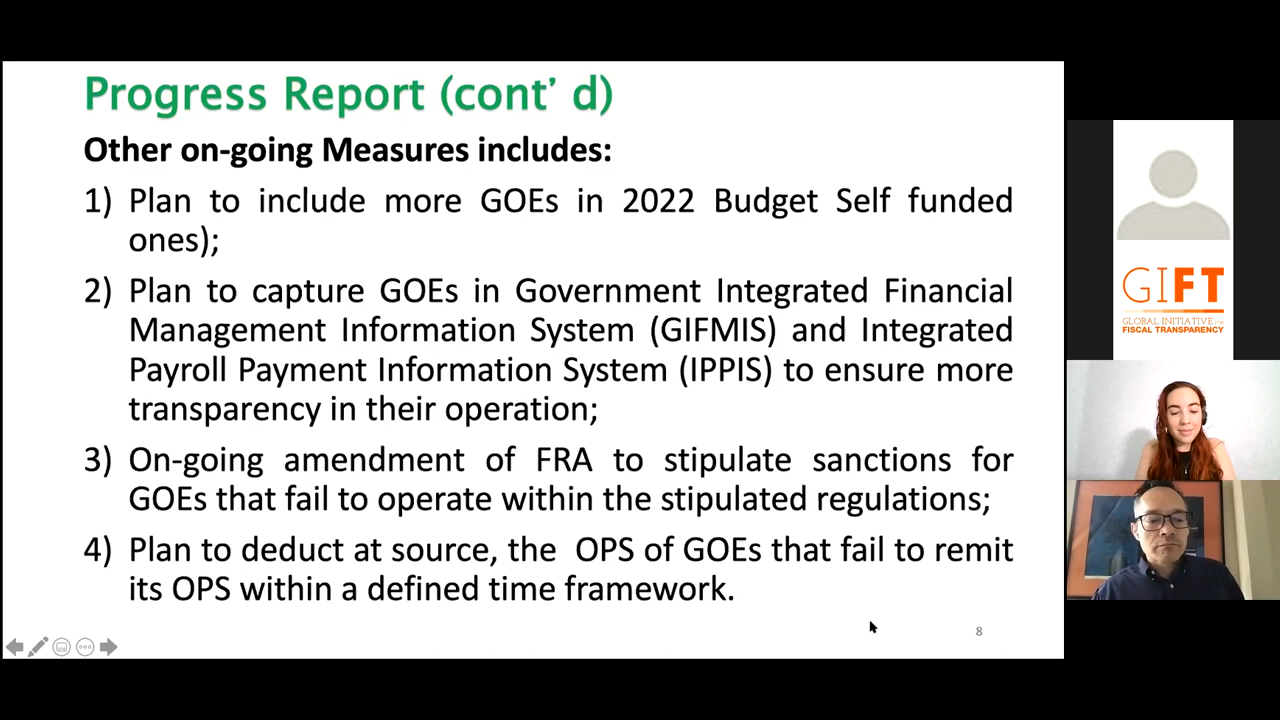 Progress Report (cont' d)
Other on-going Measures includes:
1) Plan to include more GOEs in 2022 Budget Self funded
ones);
2) Plan to capture GOEs in Government Integrated Financial
Management Information System (GIFMIS) and Integrated
Payroll Payment Information System (IPPIS) to ensure more
transparency in their operation;
3) On-going amendment of FRA to stipulate sanctions for
GOEs that fail to operate within the stipulated regulations;
4) Plan to deduct at source, the OPS of GOEs that fail to remit
its OPS within a defined time framework.
8
GIFT
GLOBAL INITIATIVE FOR
FISCAL TRANSPARENCY